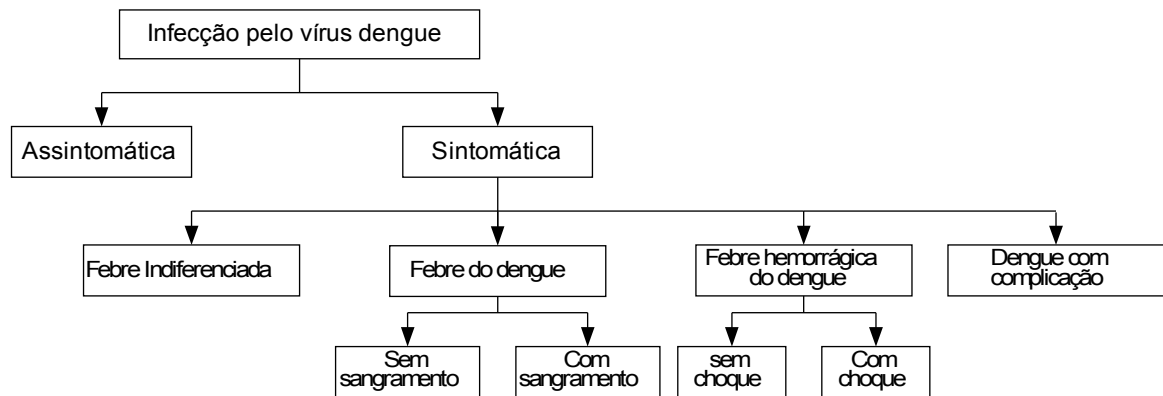 Infecção pelo vírus dengue
Assintomática
Sintomática
Febre Indiferenciada
Febre do dengue
Febre hemorrágica
do dengue
Dengue com
complicação
Sem
sangramento
Com
sangramento
sem
choque
Com
choque